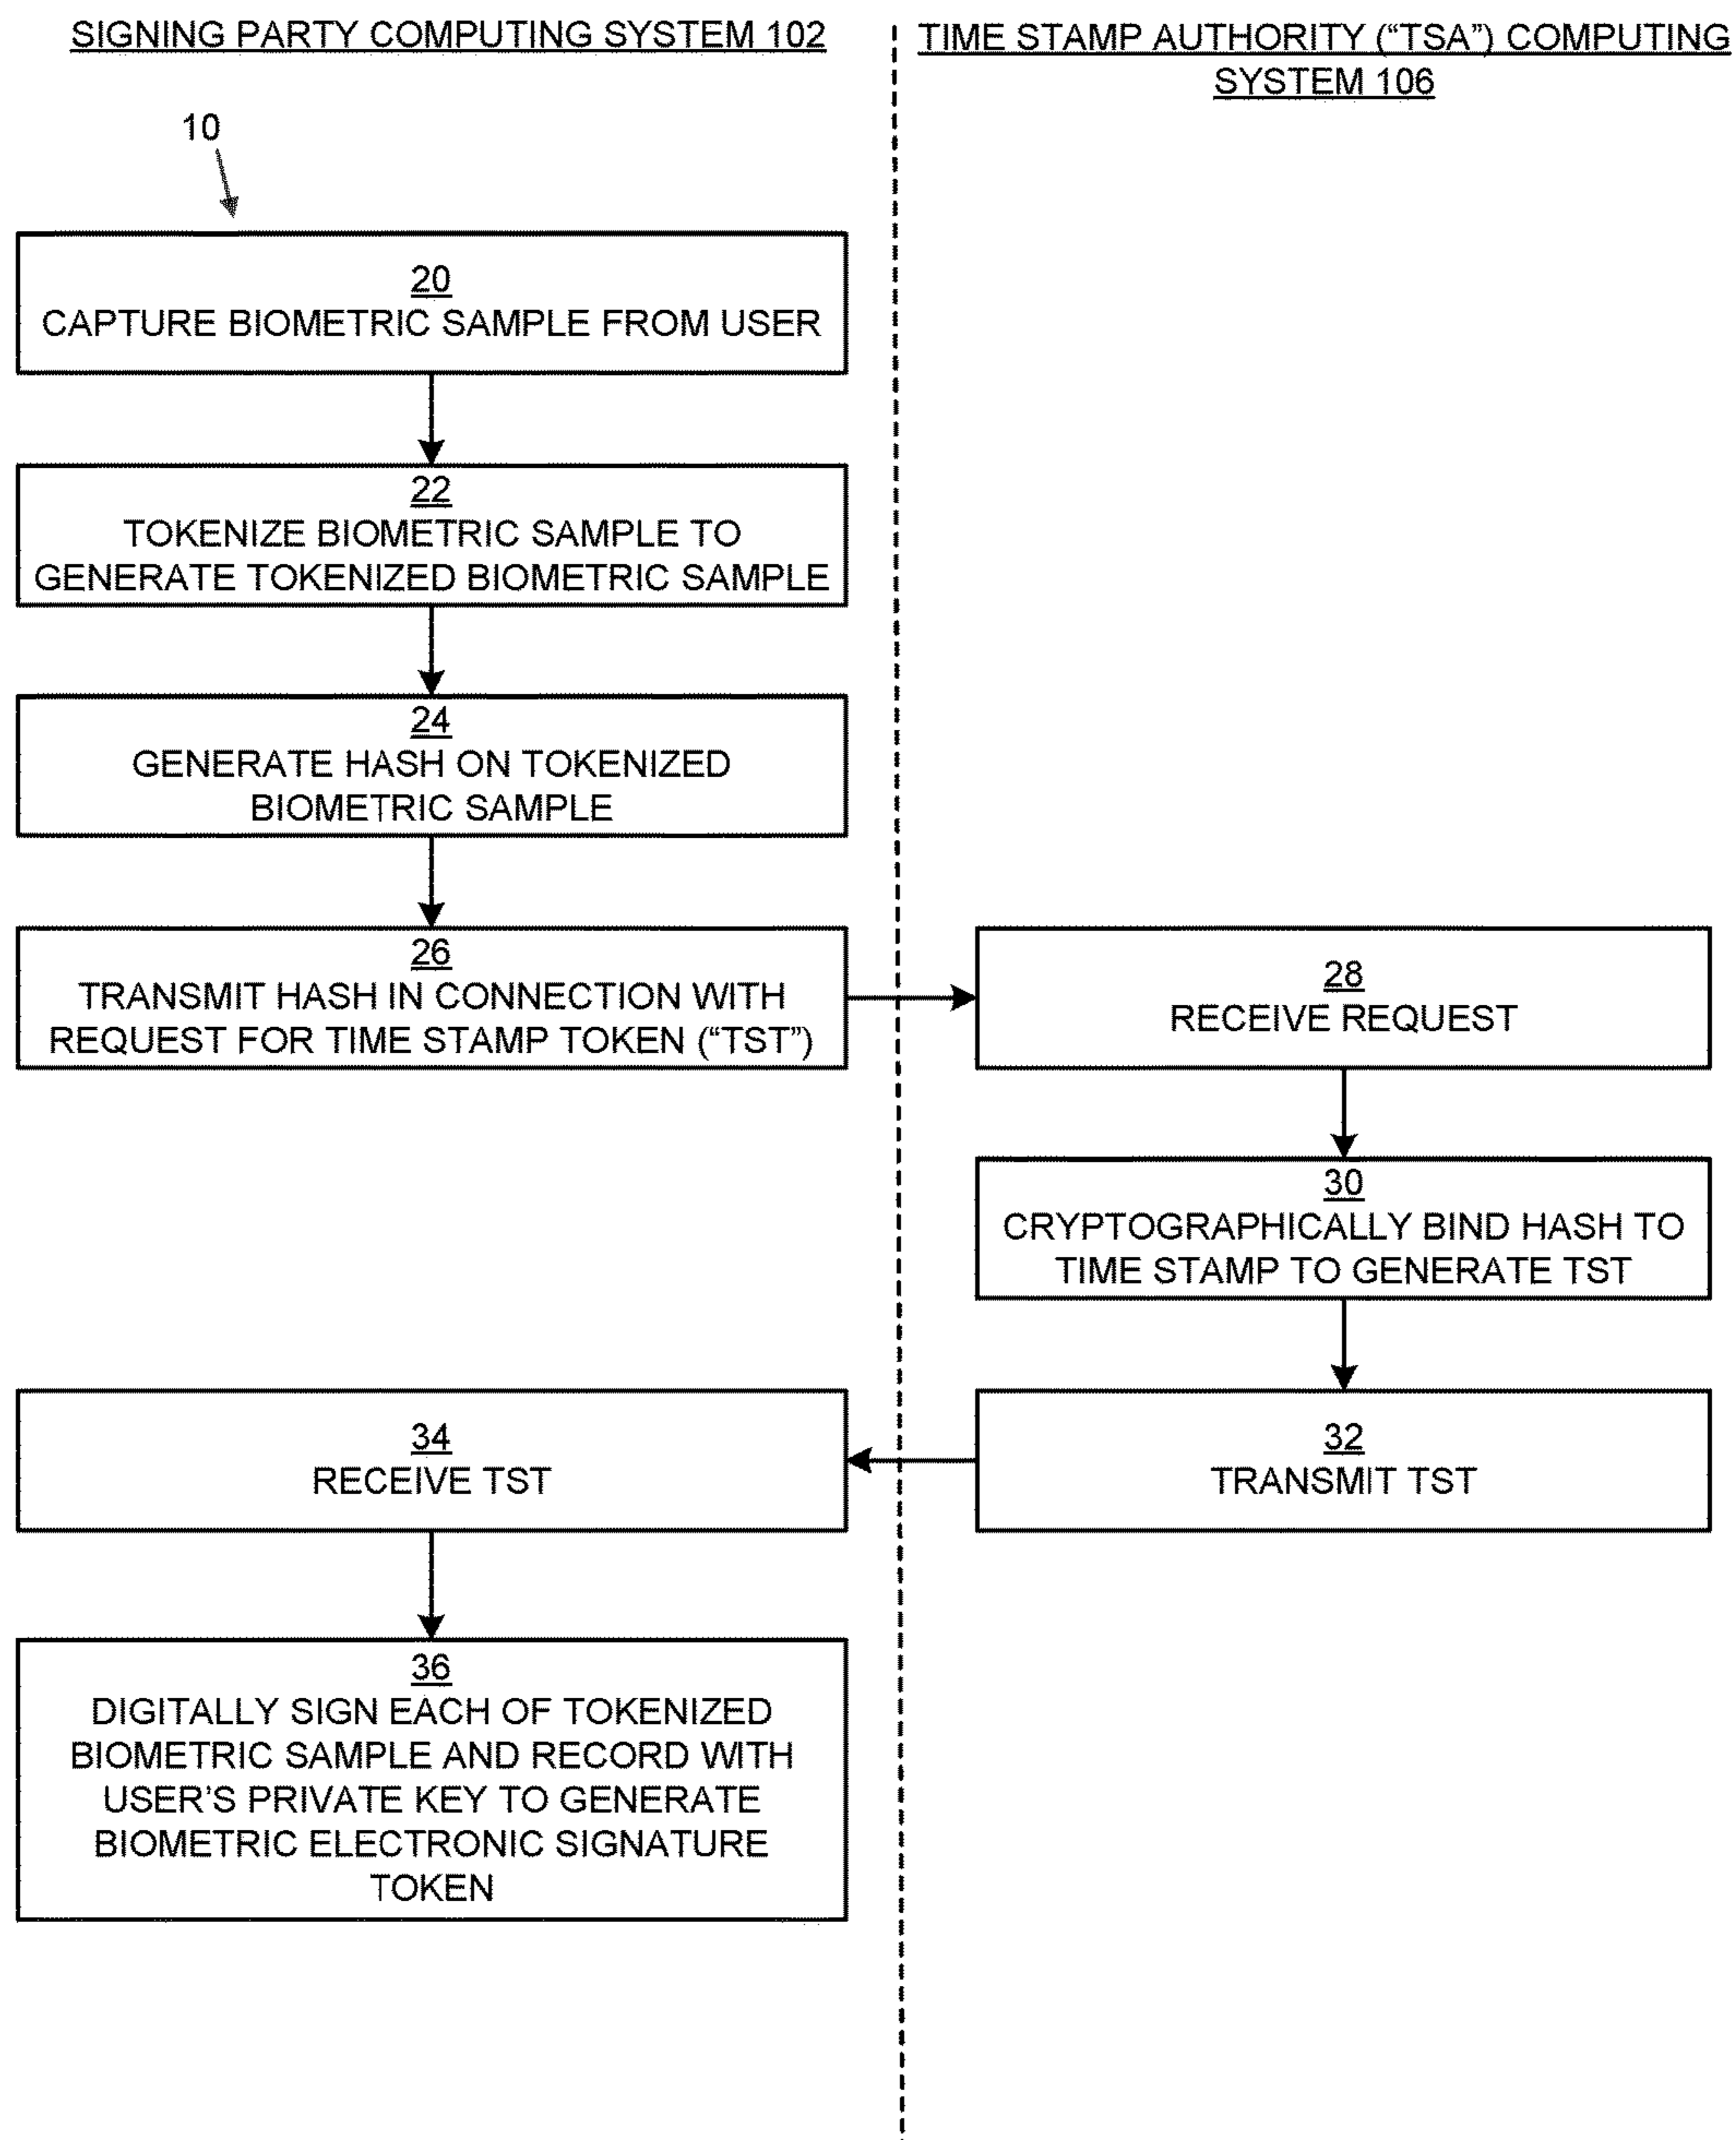 SIGNING PARTY COMPUTING SYSTEM 102
TIME STAMP AUTHORITY (“TSA”) COMPUTING
SYSTEM 106
10
20
CAPTURE BIOMETRIC SAMPLE FROM USER
22
TOKENIZE BIOMETRIC SAMPLE TO
GENERATE TOKENIZED BIOMETRIC SAMPLE
24
GENERATE HASH ON TOKENIZED
BIOMETRIC SAMPLE
26
TRANSMIT HASH IN CONNECTION WITH
REQUEST FOR TIME STAMP TOKEN (“TST”)
28
RECEIVE REQUEST
30
CRYPTOGRAPHICALLY BIND HASH TO
TIME STAMP TO GENERATE TST
32
TRANSMIT TST
34
RECEIVE TST
36
DIGITALLY SIGN EACH OF TOKENIZED
BIOMETRIC SAMPLE AND RECORD WITH
USER’S PRIVATE KEY TO GENERATE
BIOMETRIC ELECTRONIC SIGNATURE
TOKEN